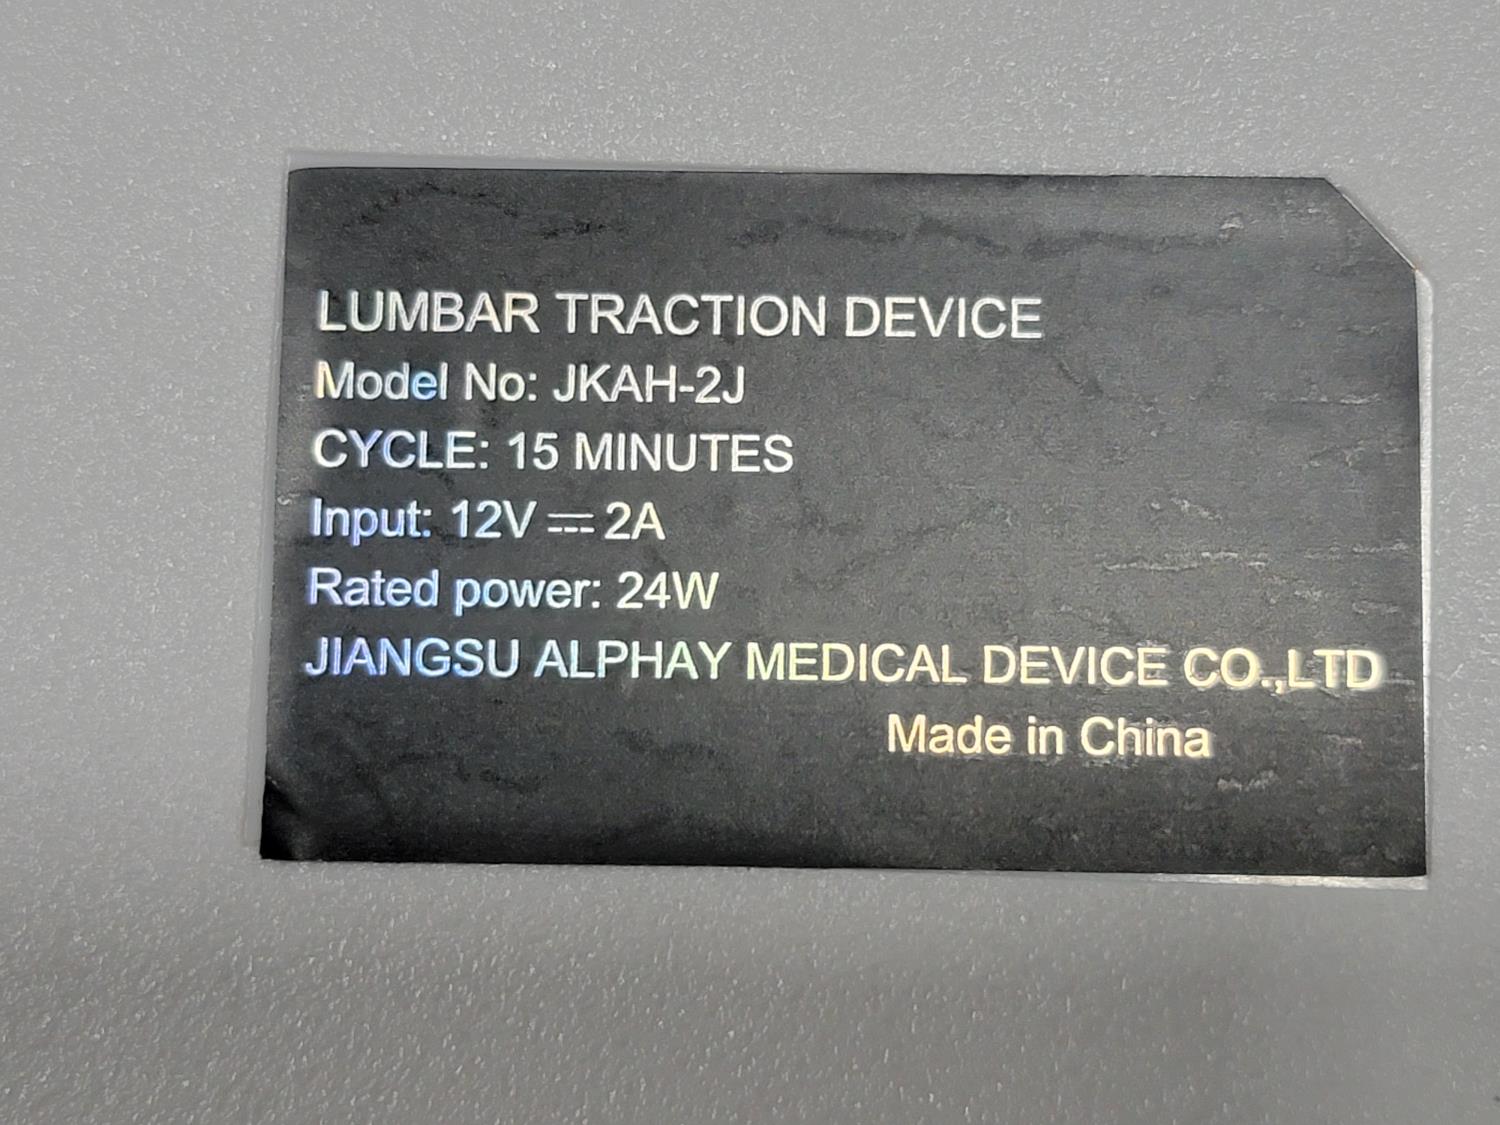 LUMBAR TRACTION DEVICE
Model No: JKAH-2J
CYCLE: 15 MINUTES
Input: 12V ⎓ 2A
Rated power: 24W
JIANGSU ALPHAY MEDICAL DEVICE CO.,LTD
Made in China